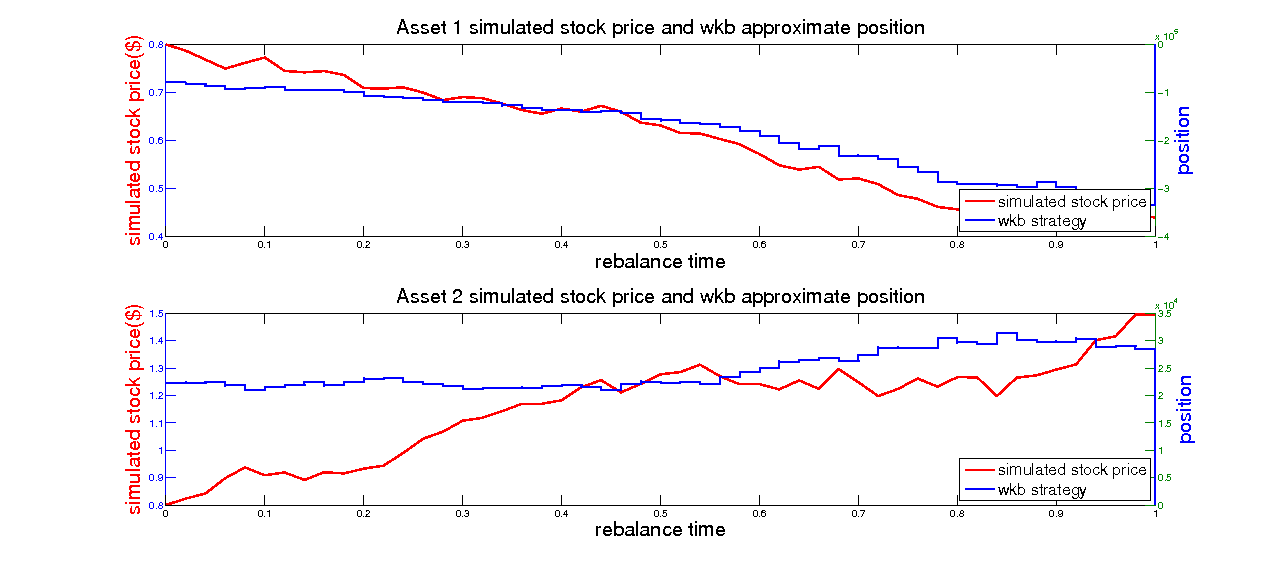 Asset 1 simulated stock price and wkb approximate position
x 10^5
simulated stock price($)
0.8
0.7
0.6
0.5
0.4
0
-1
-2
-3
-4
position
simulated stock price
wkb strategy
0 0.1 0.2 0.3 0.4 0.5 0.6 0.7 0.8 0.9 1
rebalance time
Asset 2 simulated stock price and wkb approximate position
x 10^4
simulated stock price($)
1.5
1.4
1.3
1.2
1.1
1
0.9
0.8
3.5
3
2.5
2
1.5
1
0.5
0
position
simulated stock price
wkb strategy
0 0.1 0.2 0.3 0.4 0.5 0.6 0.7 0.8 0.9 1
rebalance time